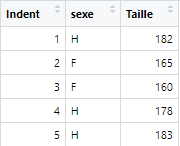 Indent sexe Taille
1 H 182
2 F 165
3 F 160
4 H 178
5 H 183